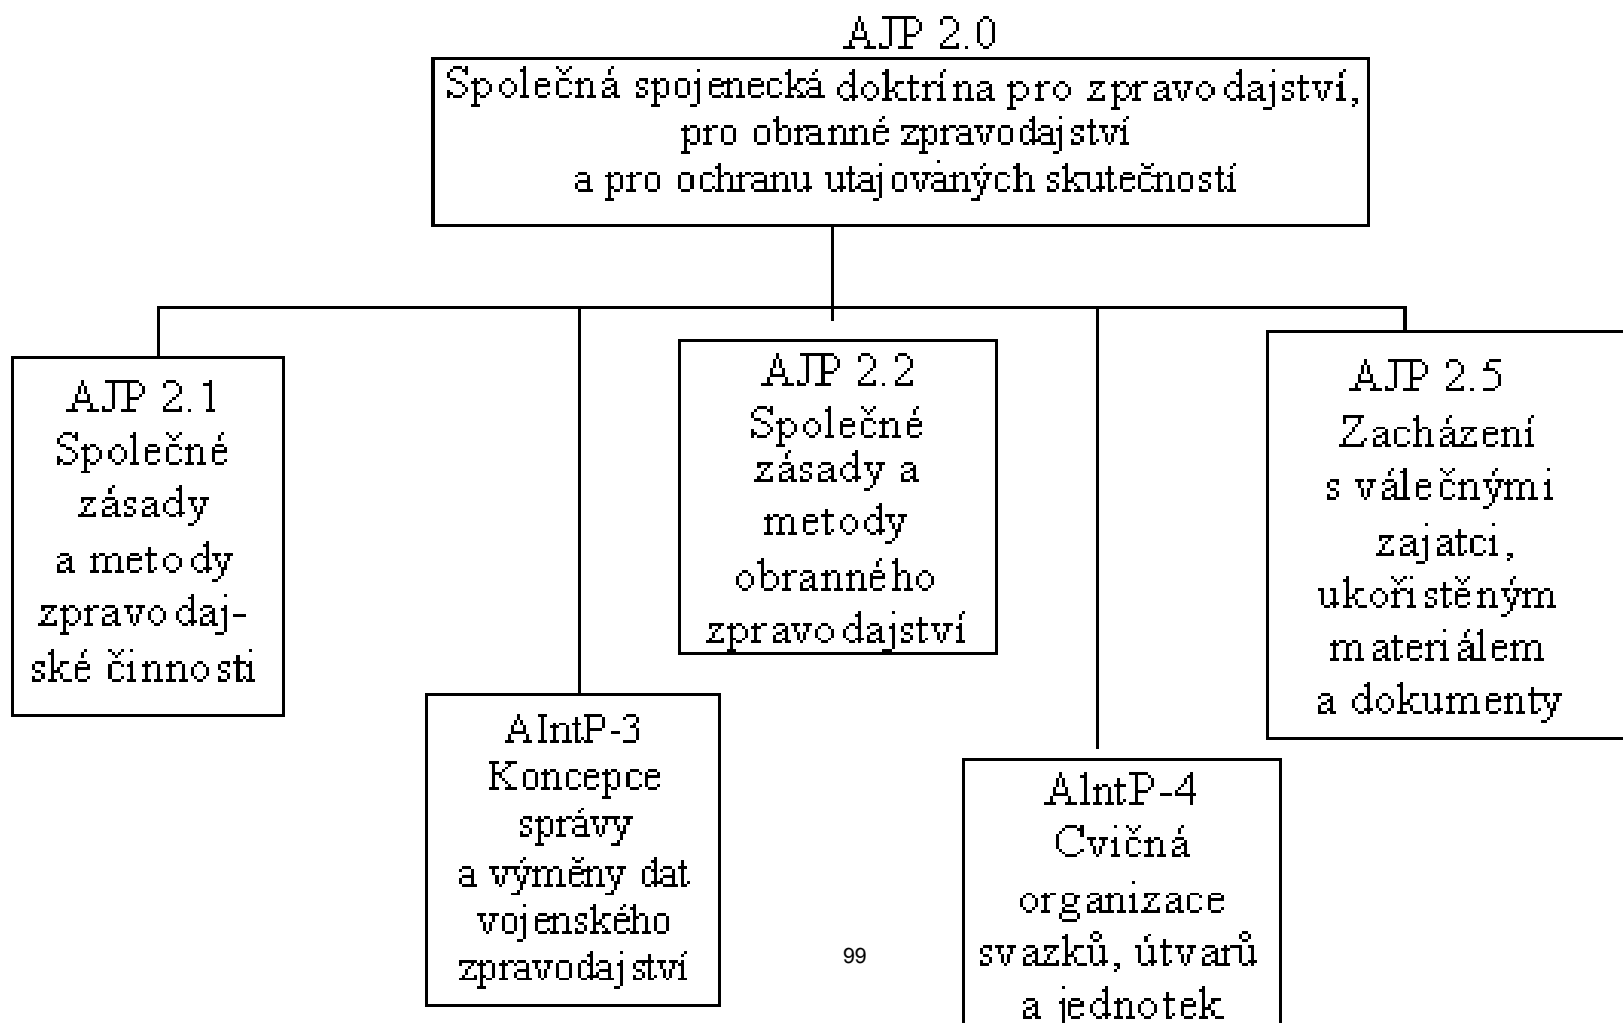 AJP 2.0
Společná spojenecká doktrína pro zpravodajství,
pro obranné zpravodajství
a pro ochranu utajovaných skutečností
AJP 2.1
Společné
zásady
a metody
zpravodaj-
ské činnosti
AIntP-3
Koncepce
správy
a výměny dat
vojenského
zpravodajství
AJP 2.2
Společné
zásady a
metody
obranného
zpravodajství
AIntP-4
Cvičná
organizace
svazků, útvarů
a jednotek
AJP 2.5
Zacházení
s válečnými
zajatci,
ukořistěným
materiálem
a dokumenty
99